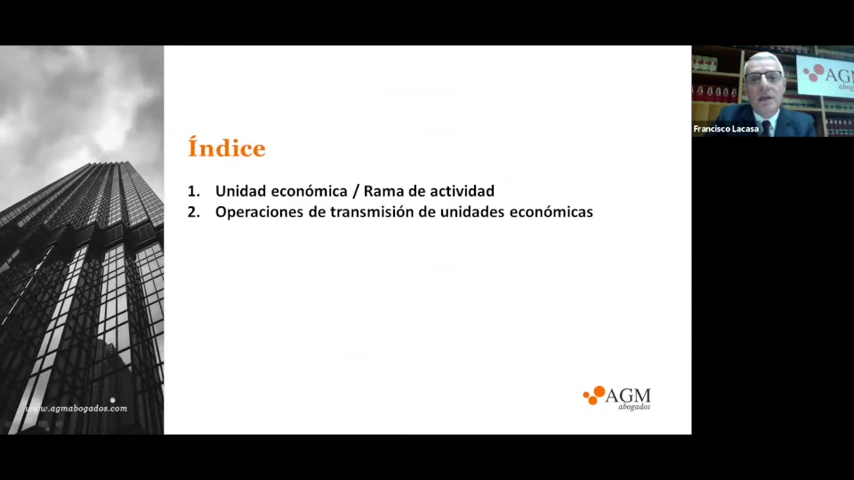 Índice
1. Unidad económica / Rama de actividad
2. Operaciones de transmisión de unidades económicas
AGM
abogados
www.agmabogados.com
AGM
abogados
Francisco Lacasa